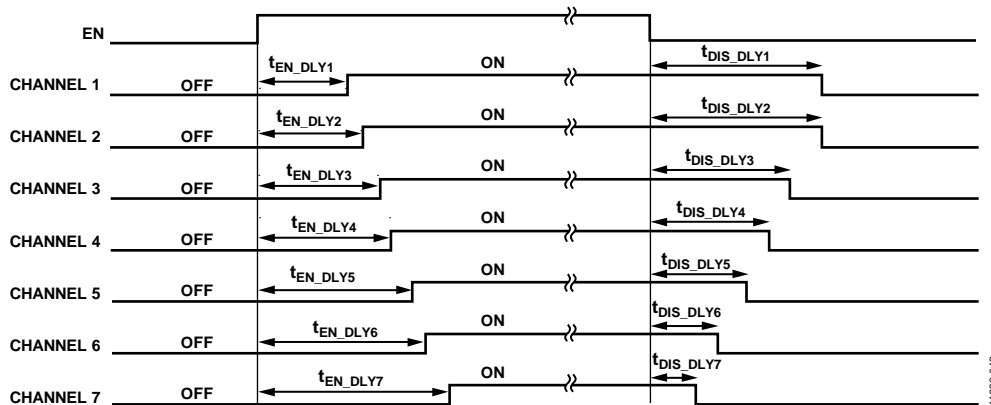 EN
CHANNEL 1 OFF tEN_DLY1 ON tDIS_DLY1
CHANNEL 2 OFF tEN_DLY2 ON tDIS_DLY2
CHANNEL 3 OFF tEN_DLY3 ON tDIS_DLY3
CHANNEL 4 OFF tEN_DLY4 ON tDIS_DLY4
CHANNEL 5 OFF tEN_DLY5 ON tDIS_DLY5
CHANNEL 6 OFF tEN_DLY6 ON tDIS_DLY6
CHANNEL 7 OFF tEN_DLY7 ON tDIS_DLY7